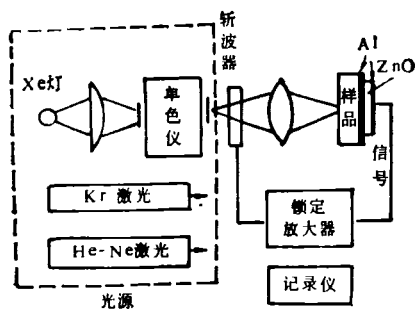 斩波器
Al
ZnO
Xe灯
单色仪
样品
信号
Kr 激光
锁定
放大器
He-Ne激光
记录仪
光源